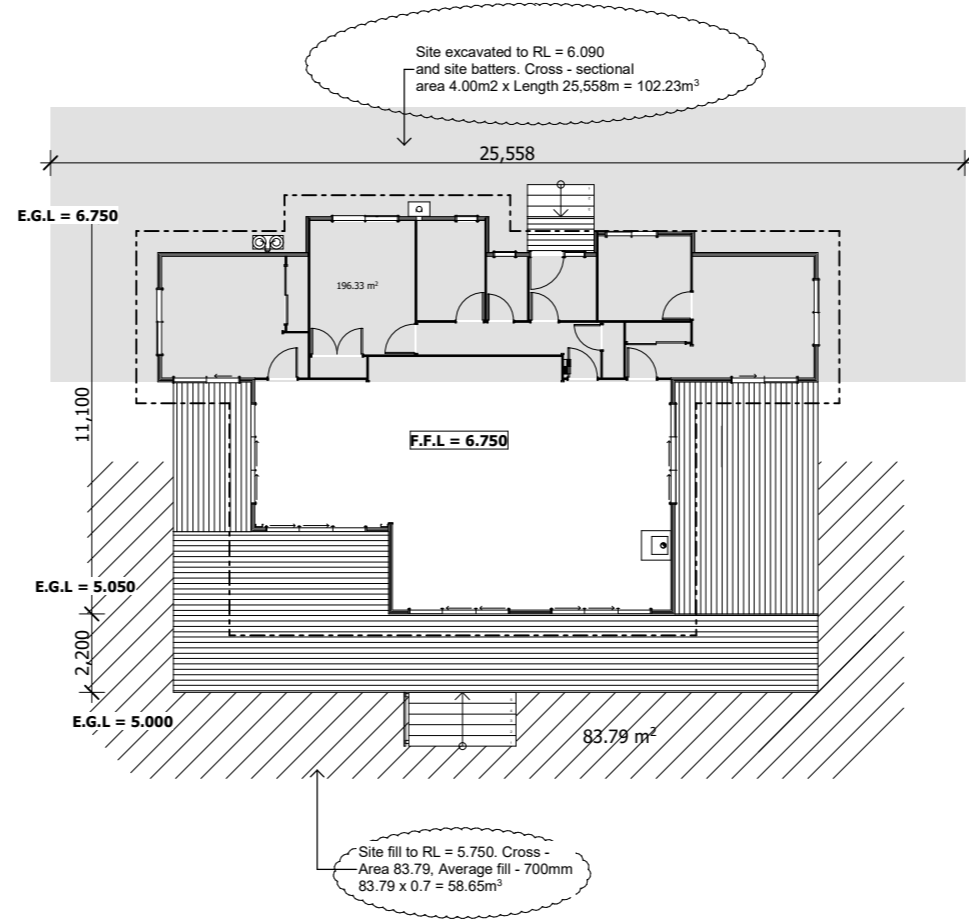 Site excavated to RL = 6.090
and site batters. Cross - sectional
area 4.00m2 x Length 25,558m = 102.23m³
25,558
E.G.L = 6.750
196.33 m²
11,100
F.F.L = 6.750
E.G.L = 5.050
2,200
E.G.L = 5.000
83.79 m²
Site fill to RL = 5.750. Cross -
Area 83.79, Average fill - 700mm
83.79 x 0.7 = 58.65m³